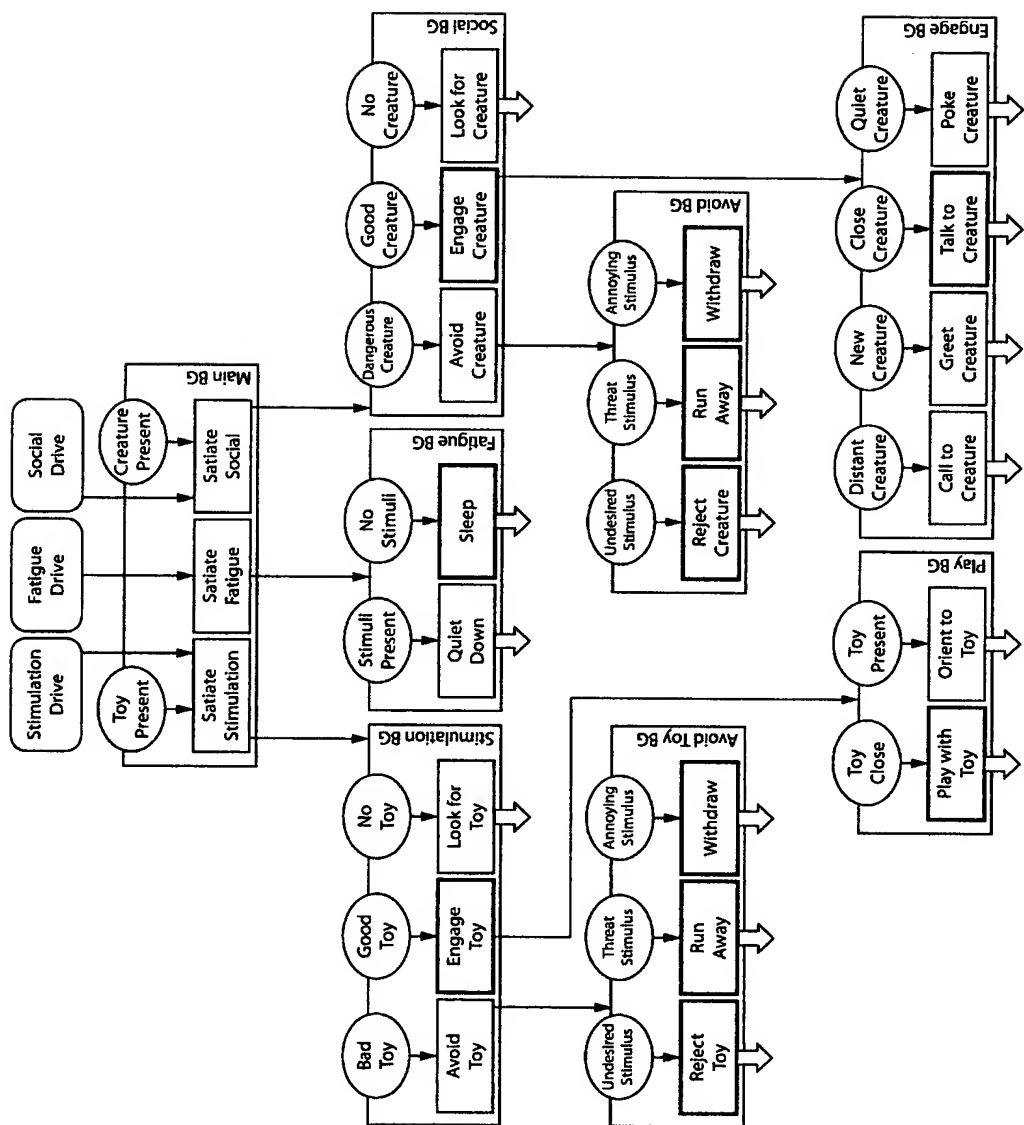 Stimulation
Drive
Fatigue
Drive
Social
Drive
Toy
Present
Creature
Present
Satiate
Stimulation
Satiate
Fatigue
Satiate
Social
Main BG
Bad
Toy
Good
Toy
No
Toy
Avoid
Toy
Engage
Toy
Look for
Toy
Stimulation BG
Stimuli
Present
No
Stimuli
Quiet
Down
Sleep
Fatigue BG
Dangerous
Creature
Good
Creature
No
Creature
Avoid
Creature
Engage
Creature
Look for
Creature
Social BG
Undesired
Stimulus
Threat
Stimulus
Annoying
Stimulus
Reject
Toy
Run
Away
Withdraw
Avoid Toy BG
Undesired
Stimulus
Threat
Stimulus
Annoying
Stimulus
Reject
Creature
Run
Away
Withdraw
Avoid BG
Toy
Close
Toy
Present
Play with
Toy
Orient to
Toy
Play BG
Distant
Creature
New
Creature
Close
Creature
Quiet
Creature
Call to
Creature
Greet
Creature
Talk to
Creature
Poke
Creature
Engage BG